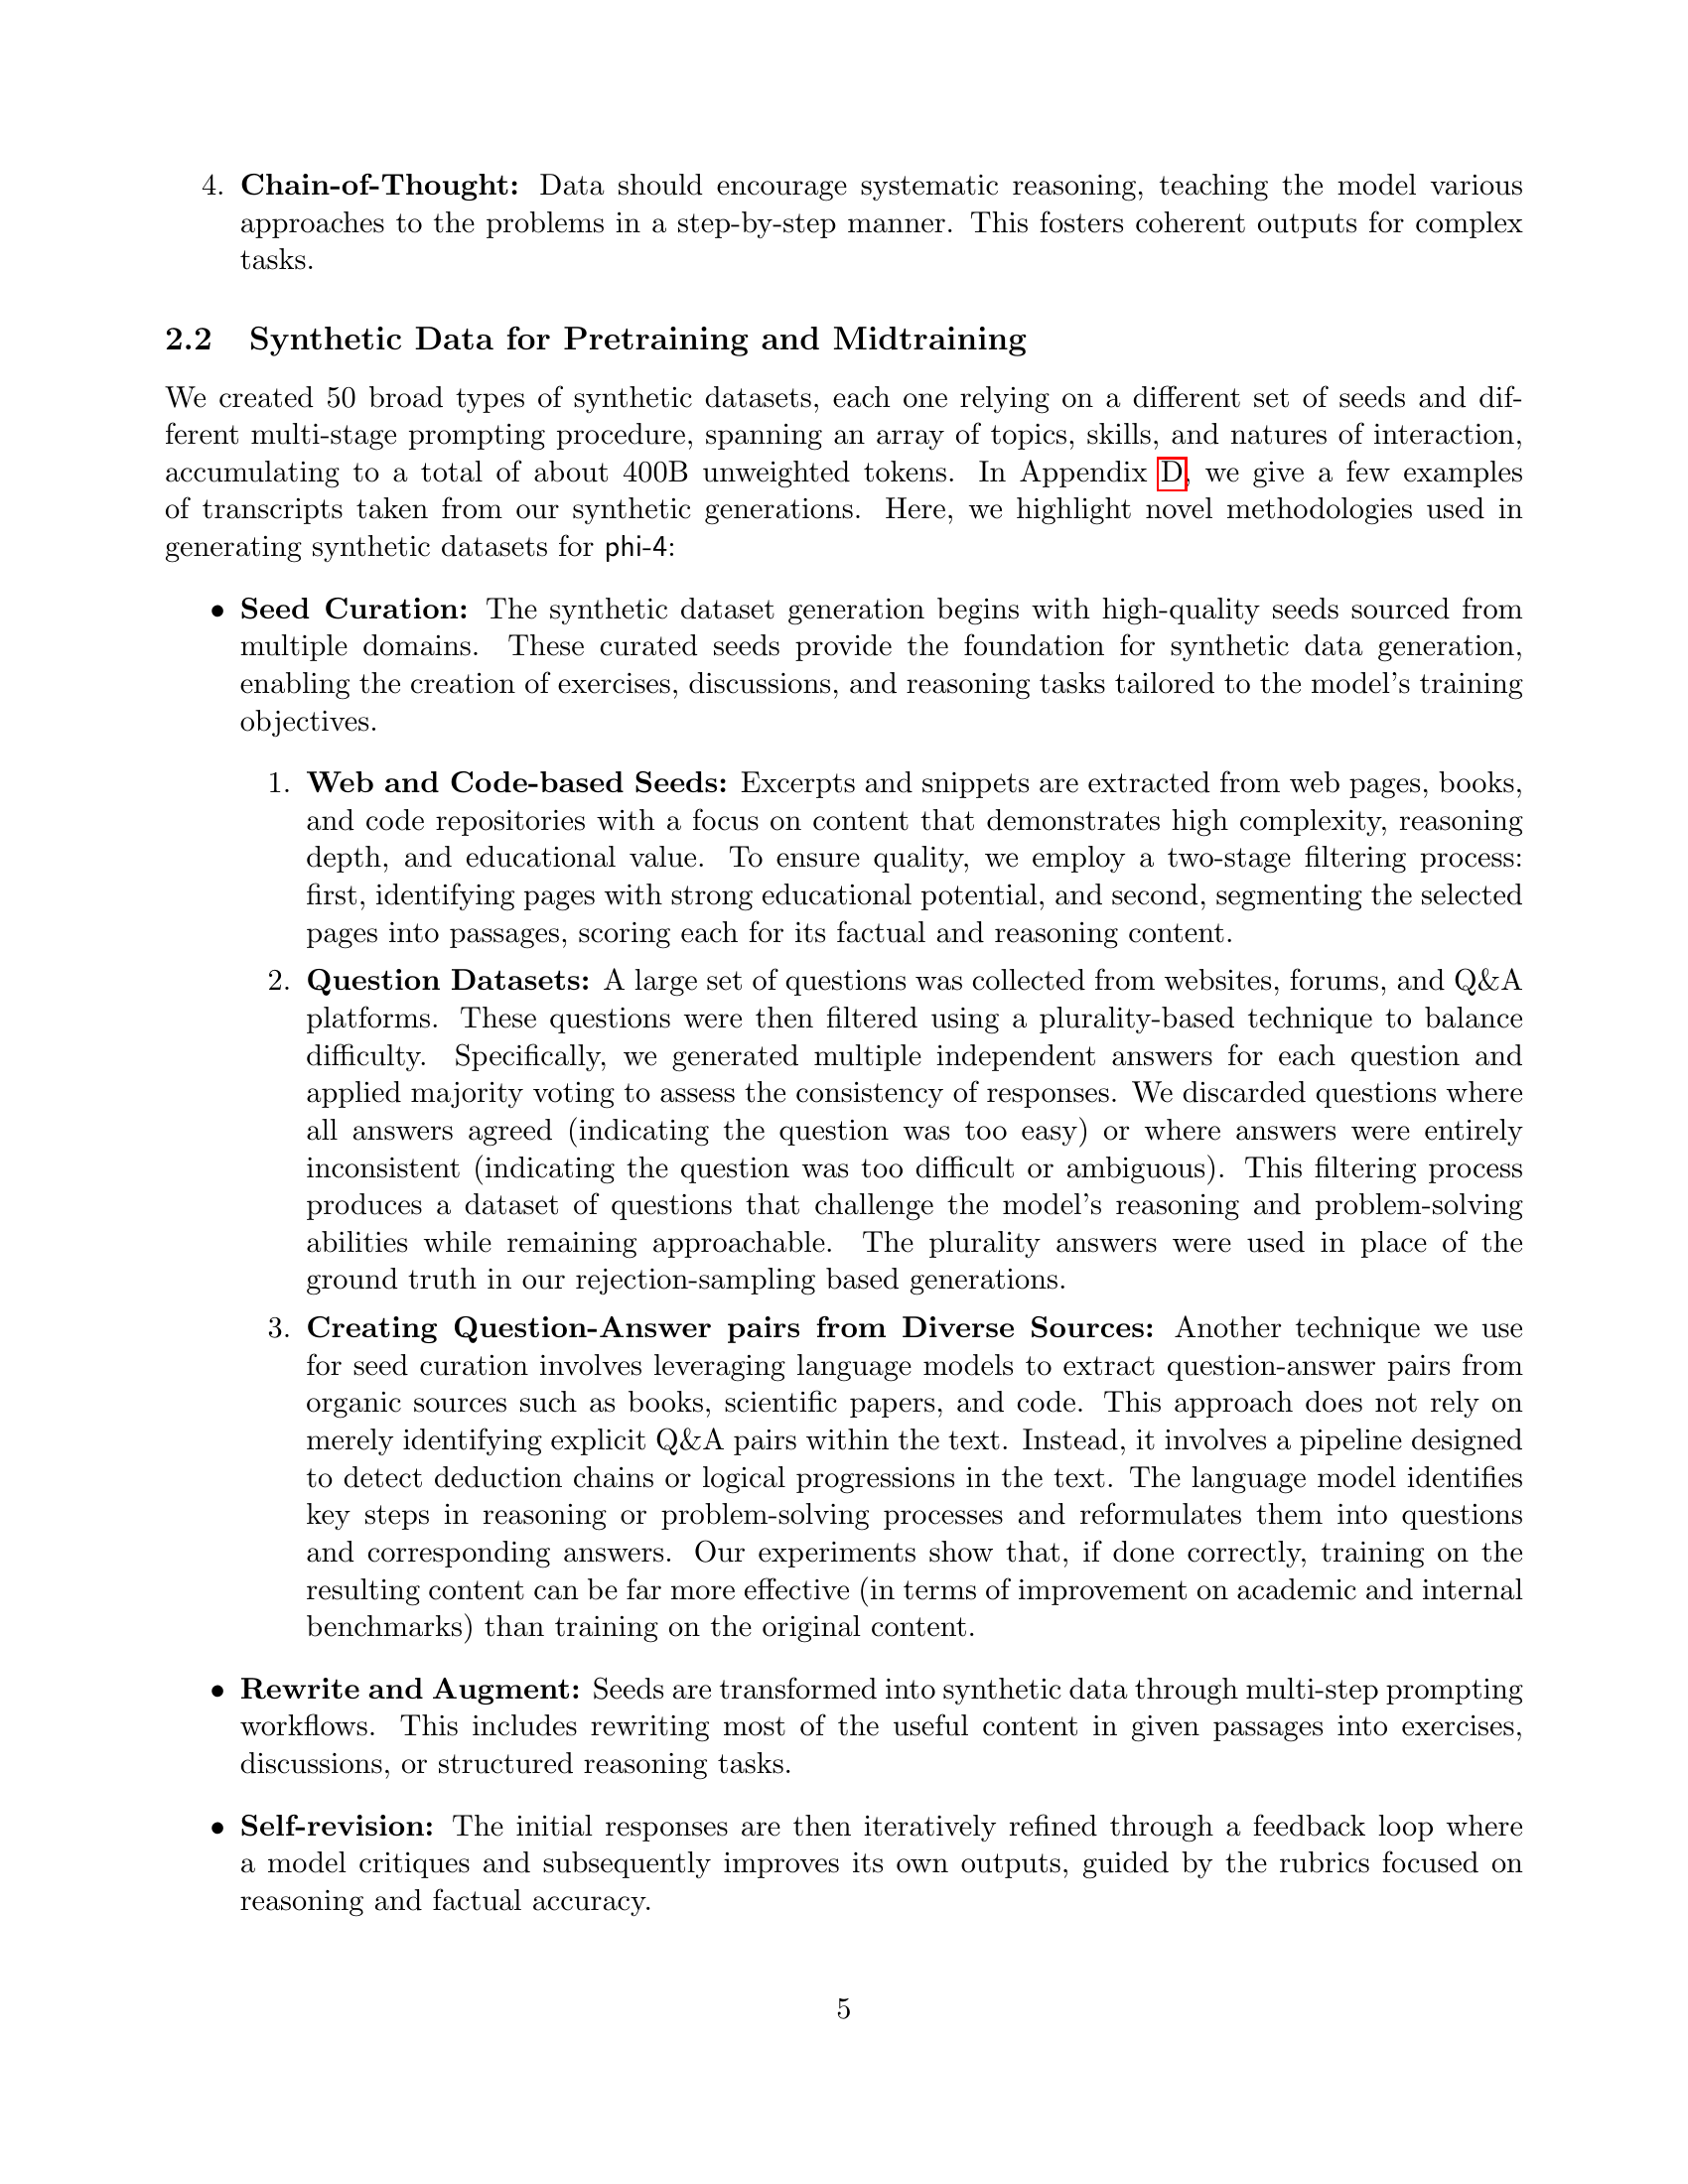 4. Chain-of-Thought: Data should encourage systematic reasoning, teaching the model various
approaches to the problems in a step-by-step manner. This fosters coherent outputs for complex
tasks.
2.2 Synthetic Data for Pretraining and Midtraining
We created 50 broad types of synthetic datasets, each one relying on a different set of seeds and dif-
ferent multi-stage prompting procedure, spanning an array of topics, skills, and natures of interaction,
accumulating to a total of about 400B unweighted tokens. In Appendix D, we give a few examples
of transcripts taken from our synthetic generations. Here, we highlight novel methodologies used in
generating synthetic datasets for phi-4:
• Seed Curation: The synthetic dataset generation begins with high-quality seeds sourced from
multiple domains. These curated seeds provide the foundation for synthetic data generation,
enabling the creation of exercises, discussions, and reasoning tasks tailored to the model's training
objectives.
1. Web and Code-based Seeds: Excerpts and snippets are extracted from web pages, books,
and code repositories with a focus on content that demonstrates high complexity, reasoning
depth, and educational value. To ensure quality, we employ a two-stage filtering process:
first, identifying pages with strong educational potential, and second, segmenting the selected
pages into passages, scoring each for its factual and reasoning content.
2. Question Datasets: A large set of questions was collected from websites, forums, and Q&A
platforms. These questions were then filtered using a plurality-based technique to balance
difficulty. Specifically, we generated multiple independent answers for each question and
applied majority voting to assess the consistency of responses. We discarded questions where
all answers agreed (indicating the question was too easy) or where answers were entirely
inconsistent (indicating the question was too difficult or ambiguous). This filtering process
produces a dataset of questions that challenge the model's reasoning and problem-solving
abilities while remaining approachable. The plurality answers were used in place of the
ground truth in our rejection-sampling based generations.
3. Creating Question-Answer pairs from Diverse Sources: Another technique we use
for seed curation involves leveraging language models to extract question-answer pairs from
organic sources such as books, scientific papers, and code. This approach does not rely on
merely identifying explicit Q&A pairs within the text. Instead, it involves a pipeline designed
to detect deduction chains or logical progressions in the text. The language model identifies
key steps in reasoning or problem-solving processes and reformulates them into questions
and corresponding answers. Our experiments show that, if done correctly, training on the
resulting content can be far more effective (in terms of improvement on academic and internal
benchmarks) than training on the original content.
• Rewrite and Augment: Seeds are transformed into synthetic data through multi-step prompting
workflows. This includes rewriting most of the useful content in given passages into exercises,
discussions, or structured reasoning tasks.
• Self-revision: The initial responses are then iteratively refined through a feedback loop where
a model critiques and subsequently improves its own outputs, guided by the rubrics focused on
reasoning and factual accuracy.
5